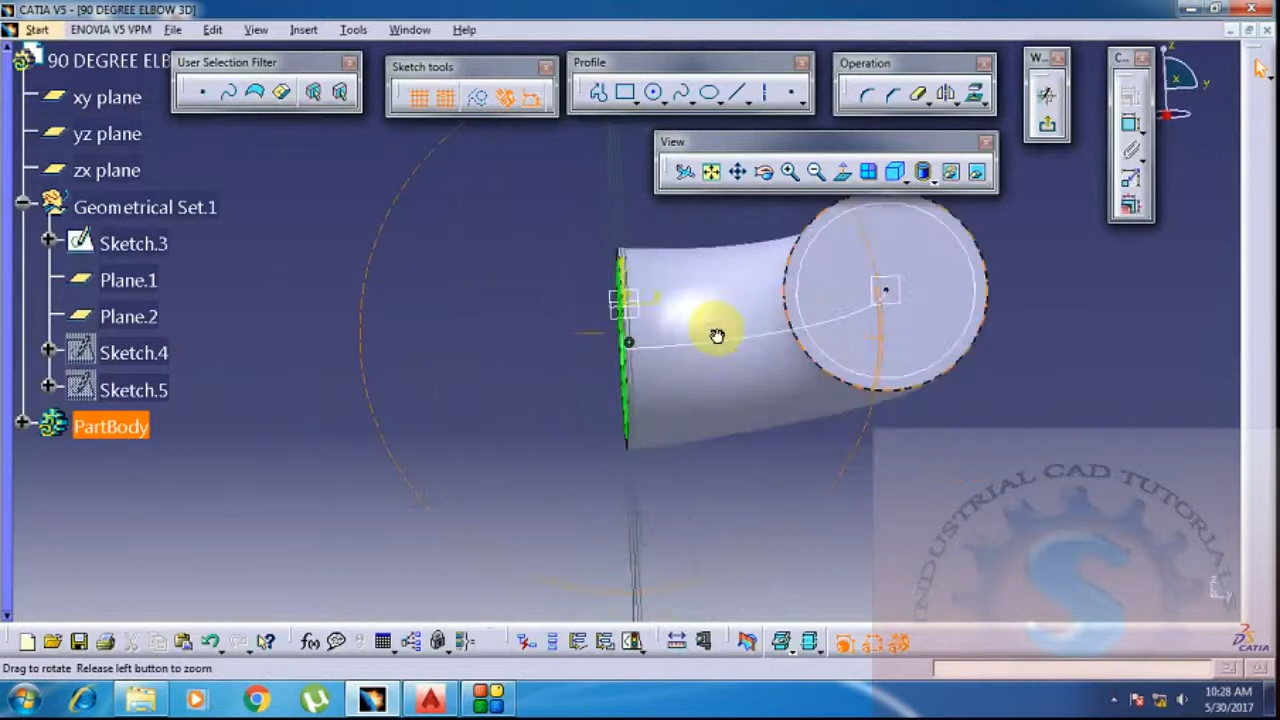 CATIA V5 - [90 DEGREE ELBOW 3D]
Start ENOVIA V5 VPM File Edit View Insert Tools Window Help
90 DEGREE ELB
xy plane
yz plane
zx plane
Geometrical Set.1
Sketch.3
Plane.1
Plane.2
Sketch.4
Sketch.5
PartBody
User Selection Filter
Sketch tools
Profile
Operation
W...
C...
View
z
x
y
INDUSTRIAL CAD TUTORIALS
S
f(x)
CATIA
Drag to rotate Release left button to zoom
10:28 AM
5/30/2017